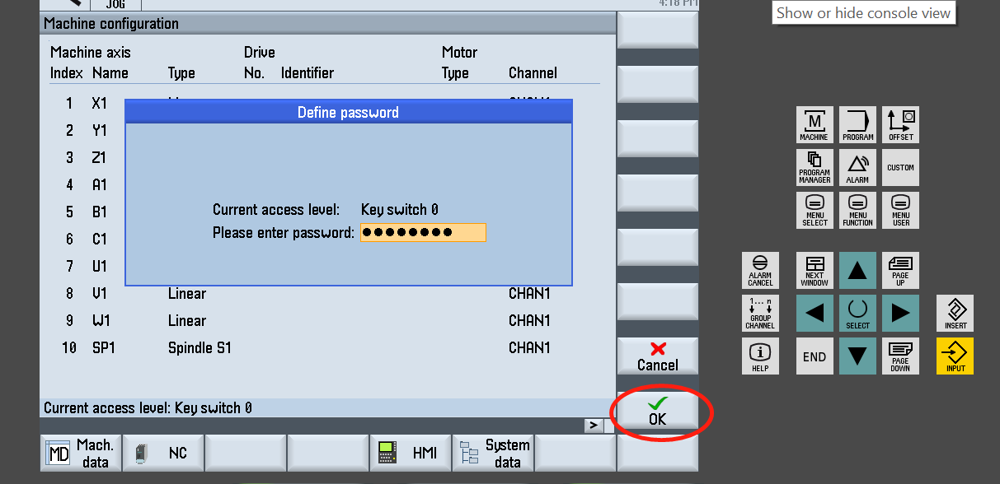 JOG
4:18 PM
Show or hide console view
Machine configuration
Machine axis Drive Motor
Index Name Type No. Identifier Type Channel
1 X1
Define password
2 Y1
3 Z1
4 A1
5 B1 Current access level: Key switch 0
6 C1 Please enter password: ●●●●●●●●
7 U1
8 V1 Linear CHAN1
9 W1 Linear CHAN1
10 SP1 Spindle S1 CHAN1
Cancel
Current access level: Key switch 0
OK
>
MD Mach.
data
NC
HMI
System
data
M
MACHINE
PROGRAM
OFFSET
PROGRAM
MANAGER
ALARM
CUSTOM
MENU
SELECT
MENU
FUNCTION
MENU
USER
ALARM
CANCEL
NEXT
WINDOW
PAGE
UP
1... n
GROUP
CHANNEL
SELECT
INSERT
i
HELP
END
PAGE
DOWN
INPUT